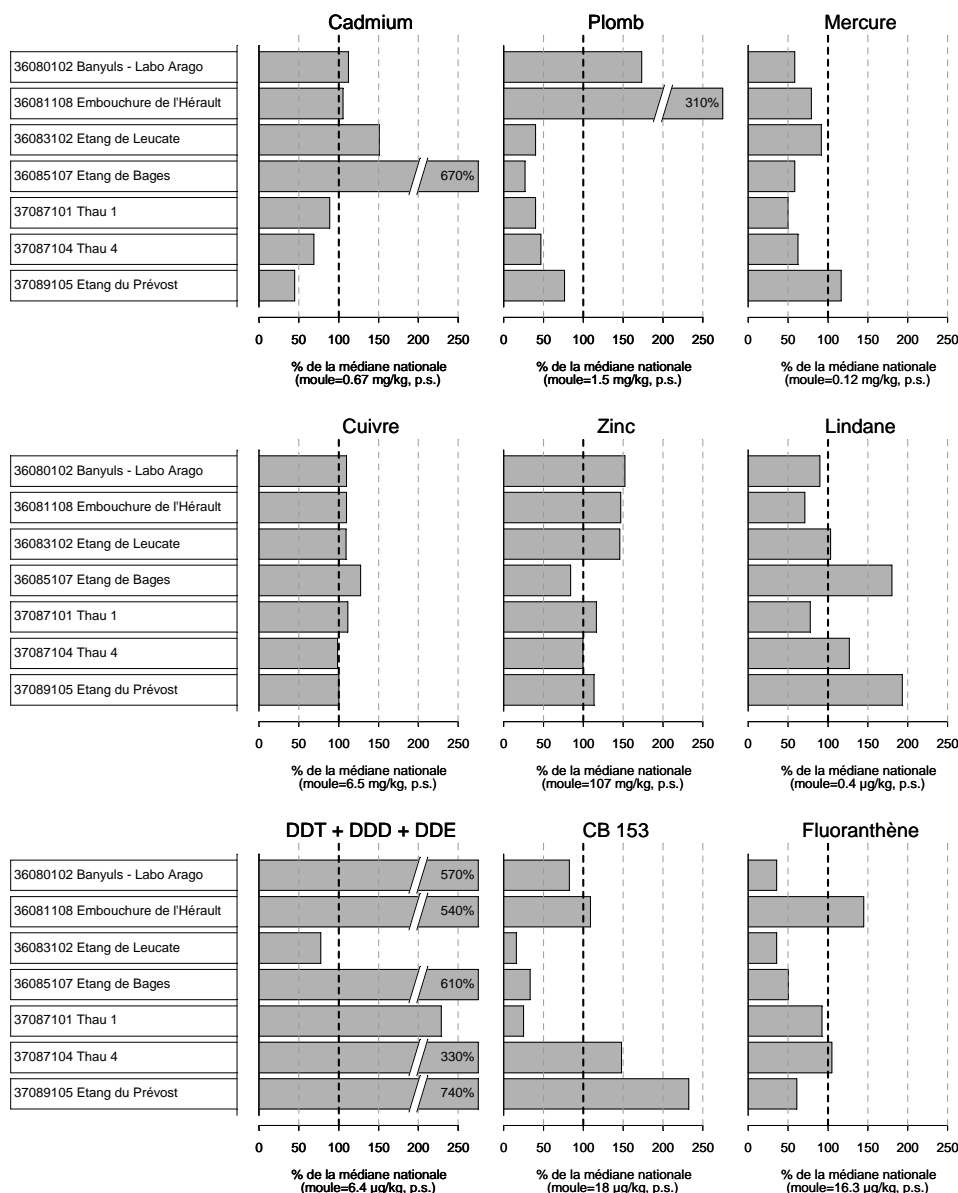 Cadmium
Plomb
Mercure
36080102 Banyuls - Labo Arago
36081108 Embouchure de l'Hérault
310%
36083102 Etang de Leucate
36085107 Etang de Bages
670%
37087101 Thau 1
37087104 Thau 4
37089105 Etang du Prévost
0 50 100 150 200 250
0 50 100 150 200 250
0 50 100 150 200 250
% de la médiane nationale
(moule=0.67 mg/kg, p.s.)
% de la médiane nationale
(moule=1.5 mg/kg, p.s.)
% de la médiane nationale
(moule=0.12 mg/kg, p.s.)
Cuivre
Zinc
Lindane
36080102 Banyuls - Labo Arago
36081108 Embouchure de l'Hérault
36083102 Etang de Leucate
36085107 Etang de Bages
37087101 Thau 1
37087104 Thau 4
37089105 Etang du Prévost
0 50 100 150 200 250
0 50 100 150 200 250
0 50 100 150 200 250
% de la médiane nationale
(moule=6.5 mg/kg, p.s.)
% de la médiane nationale
(moule=107 mg/kg, p.s.)
% de la médiane nationale
(moule=0.4 µg/kg, p.s.)
DDT + DDD + DDE
CB 153
Fluoranthène
36080102 Banyuls - Labo Arago
570%
36081108 Embouchure de l'Hérault
540%
36083102 Etang de Leucate
36085107 Etang de Bages
610%
37087101 Thau 1
37087104 Thau 4
330%
37089105 Etang du Prévost
740%
0 50 100 150 200 250
0 50 100 150 200 250
0 50 100 150 200 250
% de la médiane nationale
(moule=6.4 µg/kg, p.s.)
% de la médiane nationale
(moule=18 µg/kg, p.s.)
% de la médiane nationale
(moule=16.3 µg/kg, p.s.)